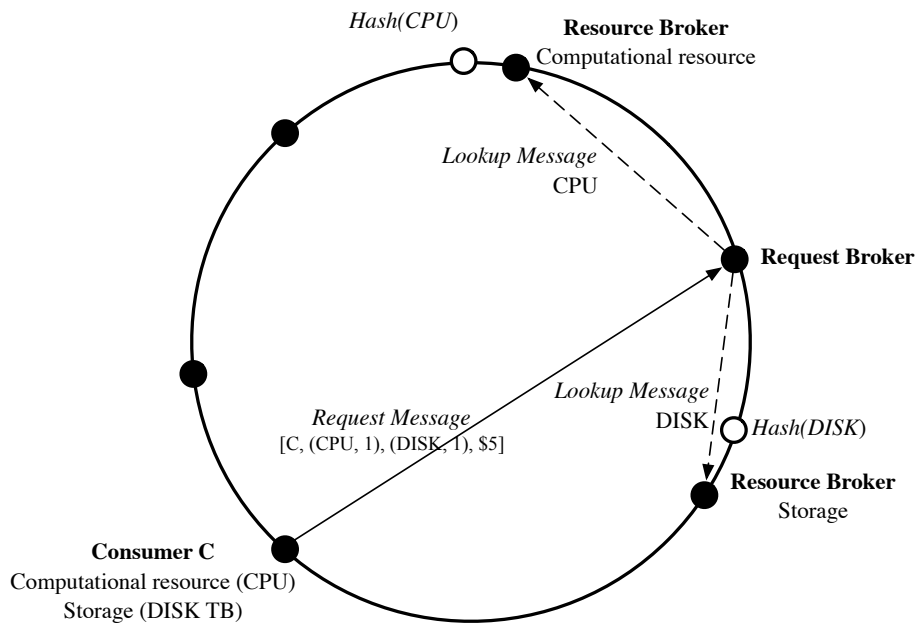 Hash(CPU)
Resource Broker
Computational resource
Lookup Message
CPU
Request Broker
Lookup Message
DISK
Hash(DISK)
Request Message
[C, (CPU, 1), (DISK, 1), $5]
Resource Broker
Storage
Consumer C
Computational resource (CPU)
Storage (DISK TB)